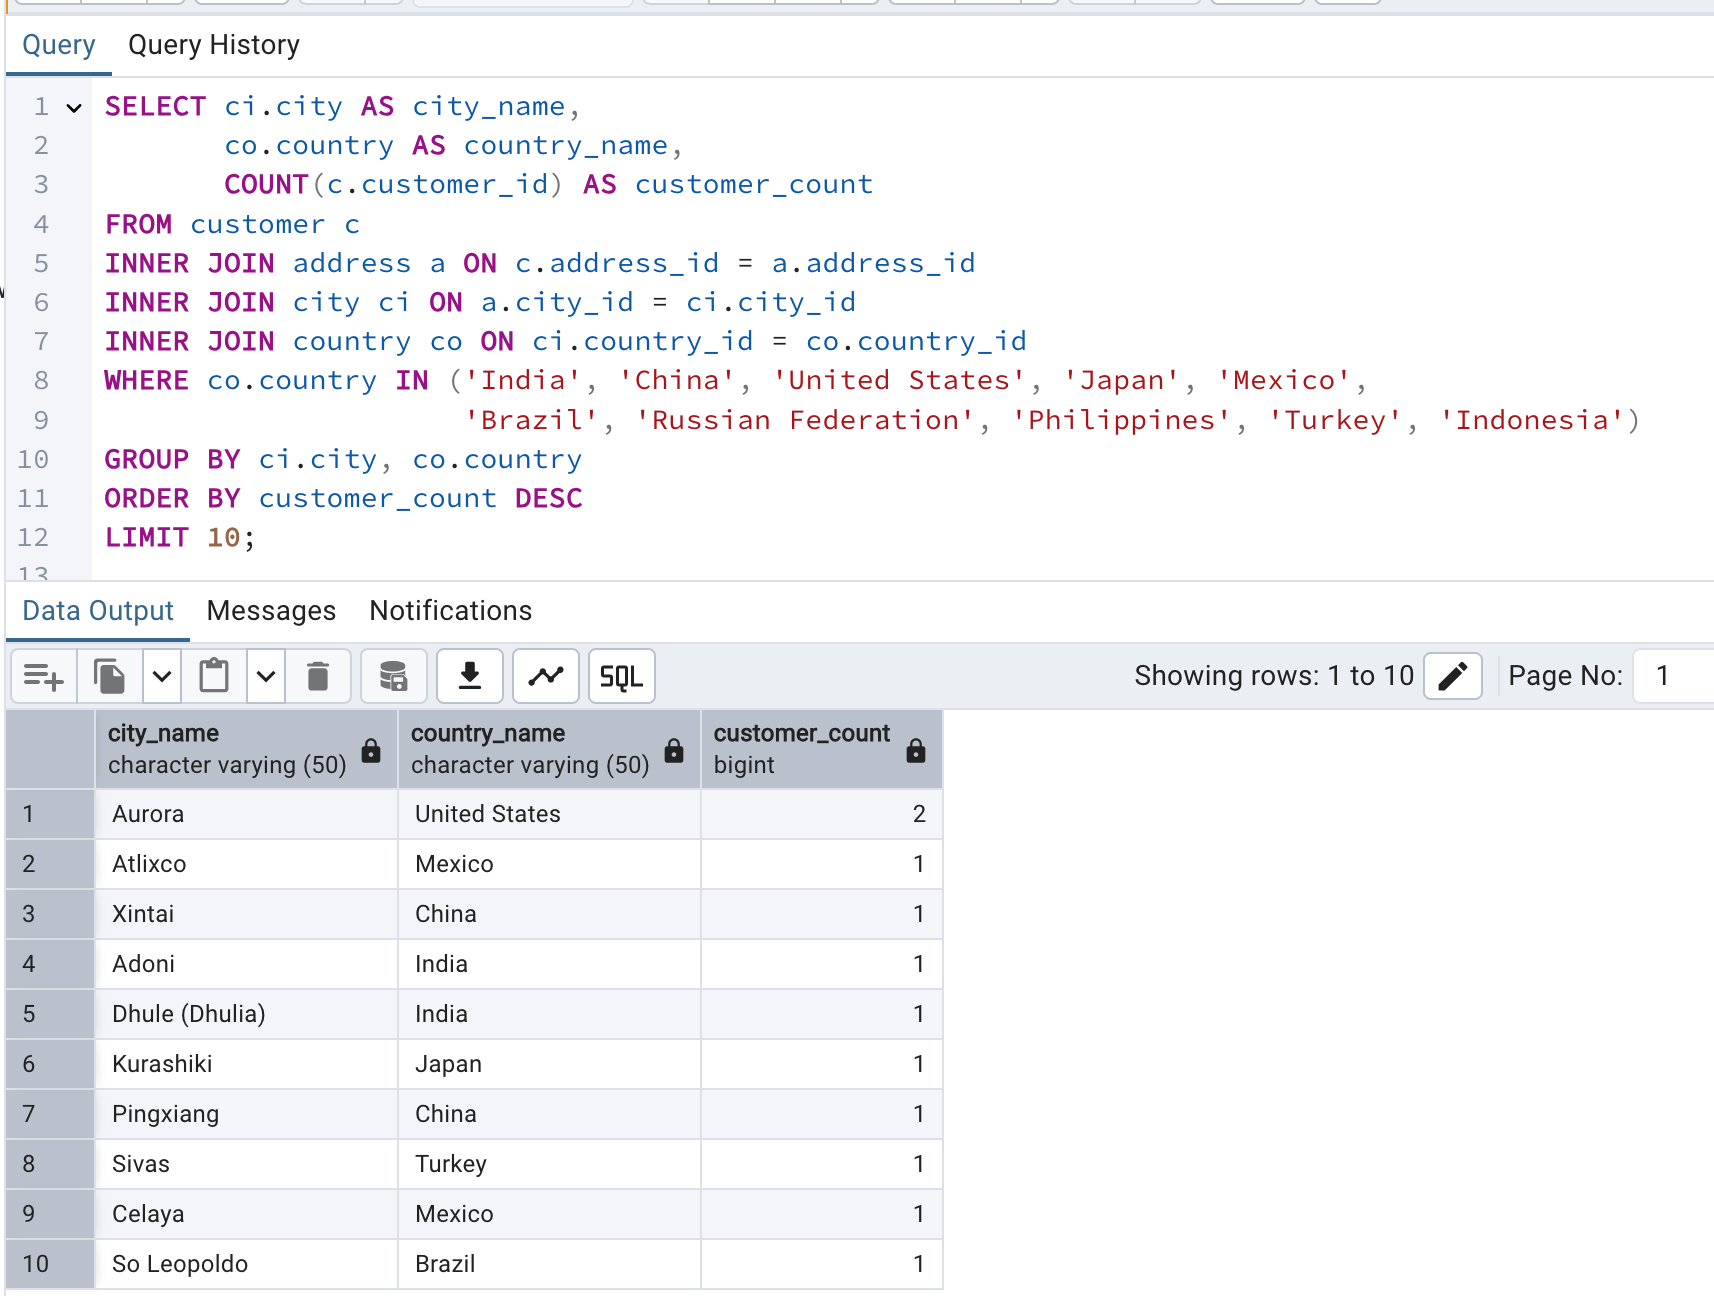 Query Query History
1 SELECT ci.city AS city_name,
2 co.country AS country_name,
3 COUNT(c.customer_id) AS customer_count
4 FROM customer c
5 INNER JOIN address a ON c.address_id = a.address_id
6 INNER JOIN city ci ON a.city_id = ci.city_id
7 INNER JOIN country co ON ci.country_id = co.country_id
8 WHERE co.country IN ('India', 'China', 'United States', 'Japan', 'Mexico',
9 'Brazil', 'Russian Federation', 'Philippines', 'Turkey', 'Indonesia')
10 GROUP BY ci.city, co.country
11 ORDER BY customer_count DESC
12 LIMIT 10;
13
Data Output Messages Notifications
SQL Showing rows: 1 to 10 Page No: 1
city_name country_name customer_count
character varying (50) character varying (50) bigint
1 Aurora United States 2
2 Atlixco Mexico 1
3 Xintai China 1
4 Adoni India 1
5 Dhule (Dhulia) India 1
6 Kurashiki Japan 1
7 Pingxiang China 1
8 Sivas Turkey 1
9 Celaya Mexico 1
10 So Leopoldo Brazil 1